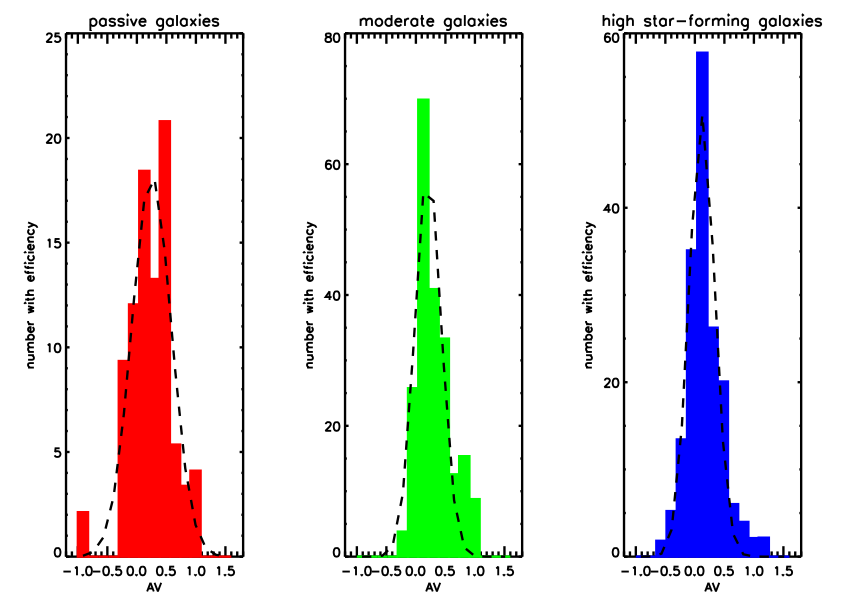 passive galaxies
25
20
15
10
5
0
number with efficiency
-1.0-0.5 0.0 0.5 1.0 1.5
AV
moderate galaxies
80
60
40
20
0
number with efficiency
-1.0-0.5 0.0 0.5 1.0 1.5
AV
high star-forming galaxies
60
40
20
0
number with efficiency
-1.0-0.5 0.0 0.5 1.0 1.5
AV